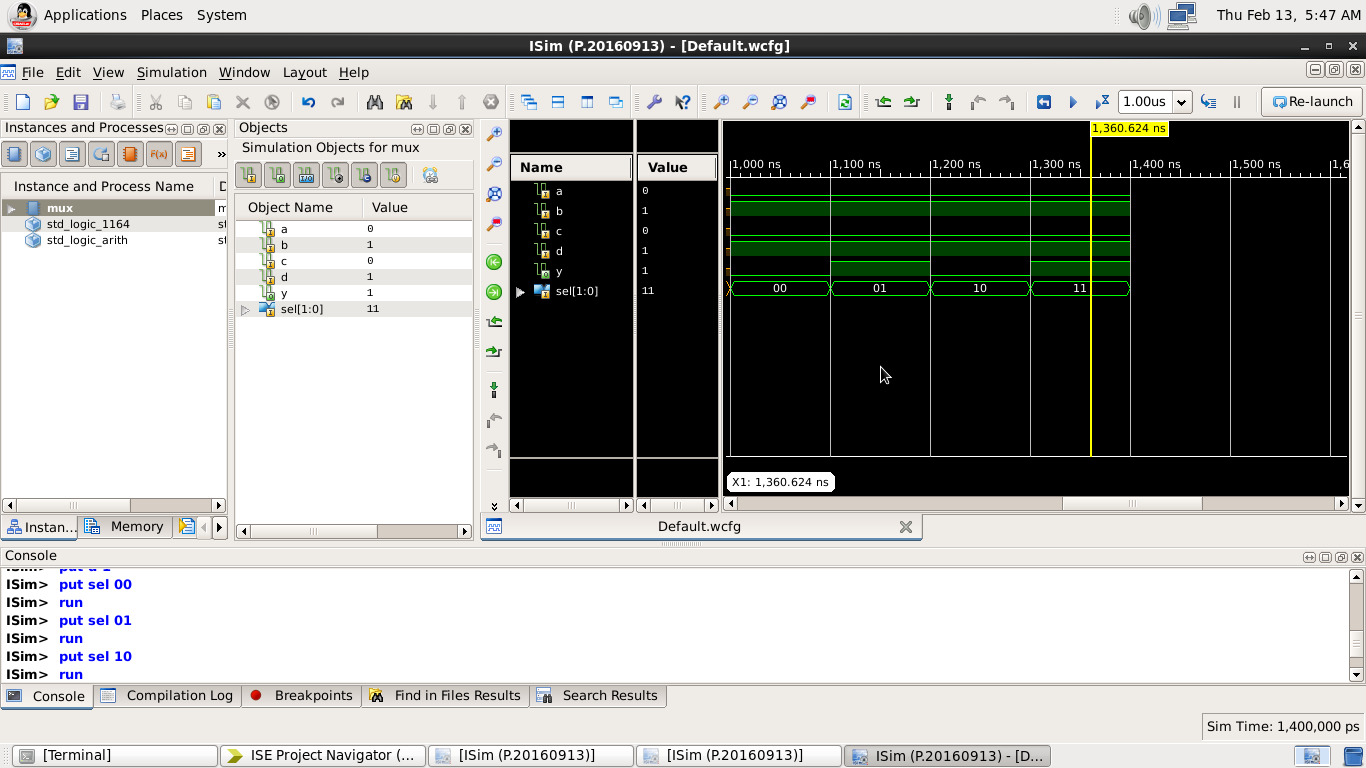 Applications Places System Thu Feb 13, 5:47 AM
ISim (P.20160913) - [Default.wcfg]
File Edit View Simulation Window Layout Help
1.00us Re-launch
Instances and Processes
Instance and Process Name D
mux m
std_logic_1164 st
std_logic_arith st
Instan... Memory
Objects
Simulation Objects for mux
Object Name Value
a 0
b 1
c 0
d 1
y 1
sel[1:0] 11
Name Value
a 0
b 1
c 0
d 1
y 1
sel[1:0] 11
1,360.624 ns
1,000 ns 1,100 ns 1,200 ns 1,300 ns 1,400 ns 1,500 ns 1,6
00 01 10 11
X1: 1,360.624 ns
Default.wcfg
Console
ISim> put d 1
ISim> put sel 00
ISim> run
ISim> put sel 01
ISim> run
ISim> put sel 10
ISim> run
Console Compilation Log Breakpoints Find in Files Results Search Results
Sim Time: 1,400,000 ps
[Terminal] ISE Project Navigator (... [ISim (P.20160913)] [ISim (P.20160913)] ISim (P.20160913) - [D...